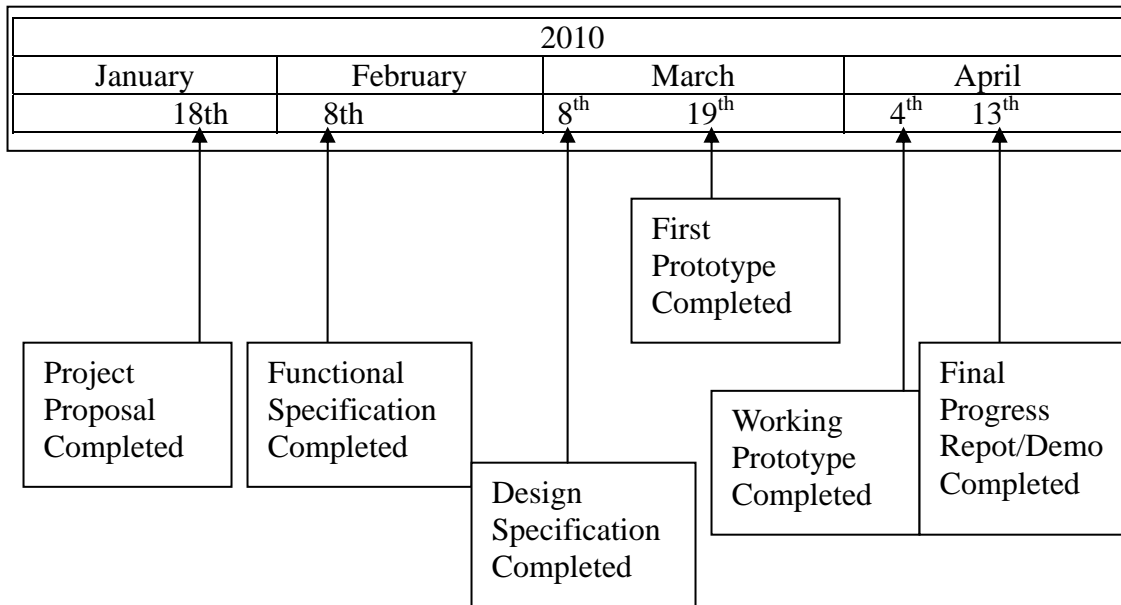 2010
January February March April
18th 8th 8th 19th 4th 13th
First
Prototype
Completed
Project
Proposal
Completed
Functional
Specification
Completed
Final
Progress
Repot/Demo
Completed
Working
Prototype
Completed
Design
Specification
Completed